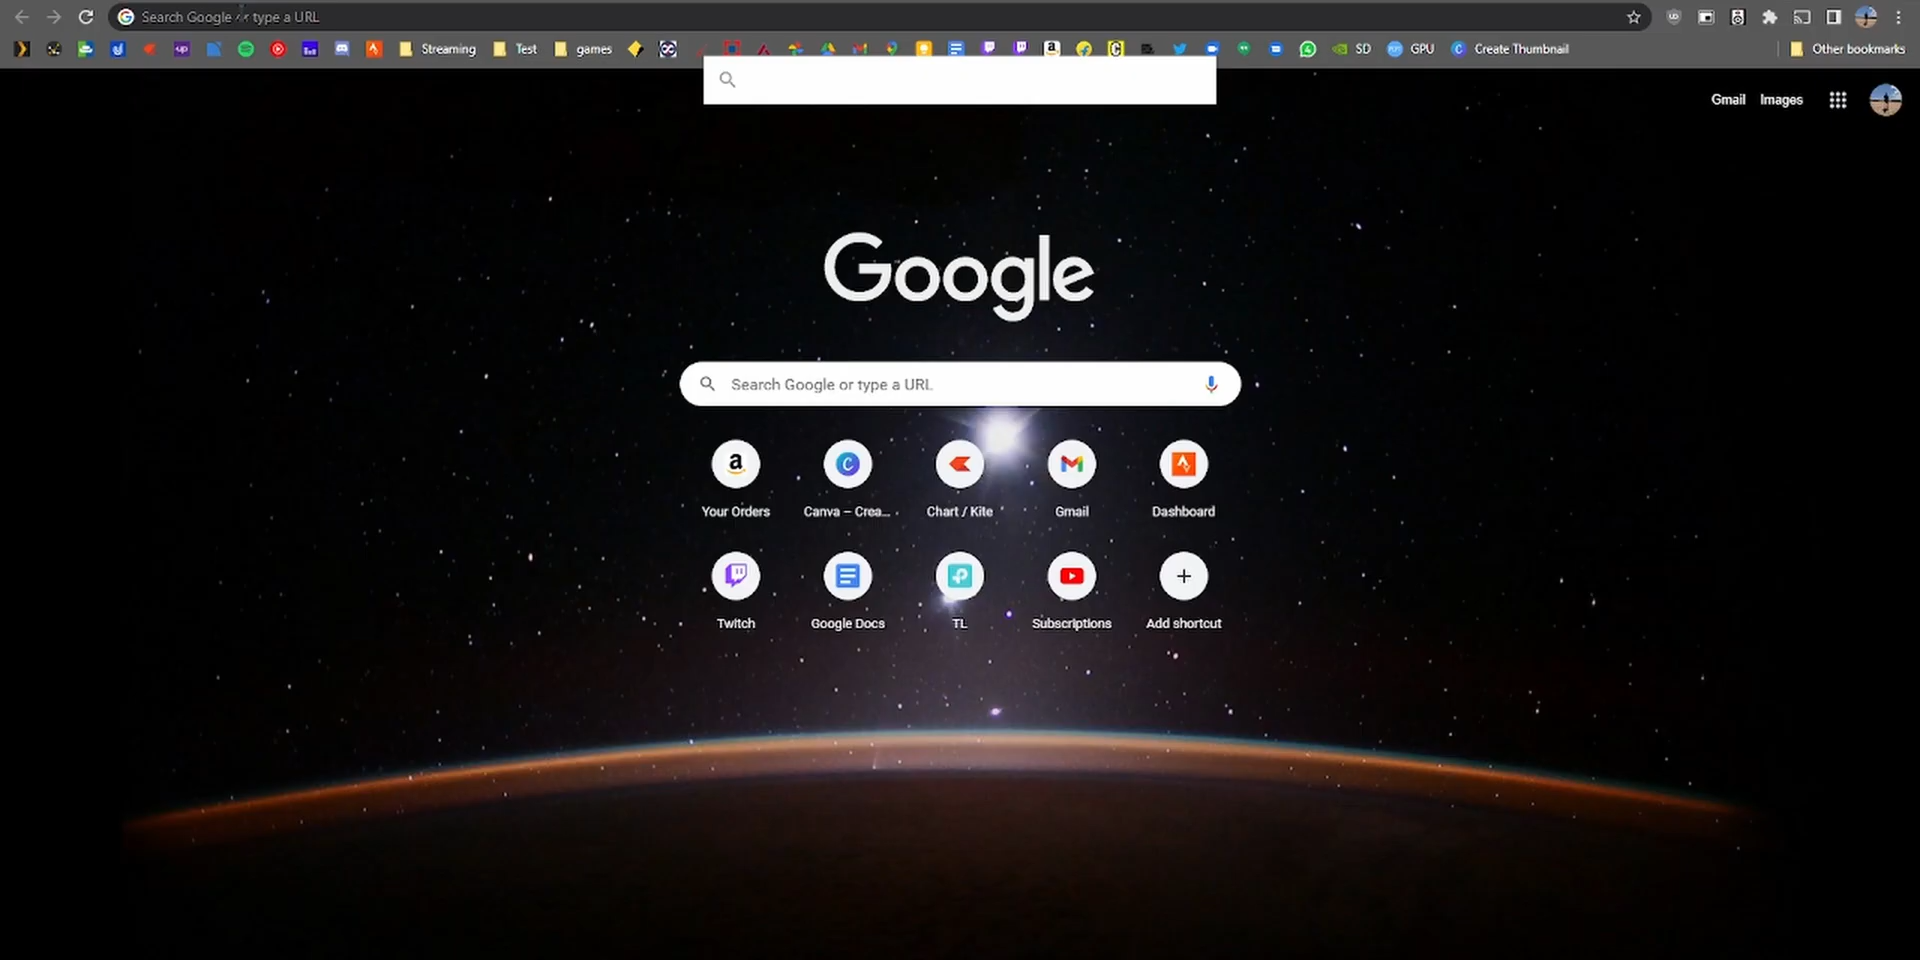 Search Google or type a URL
Streaming Test games SD GPU Create Thumbnail Other bookmarks
Gmail Images
Google
Search Google or type a URL
Your Orders Canva – Crea... Chart / Kite Gmail Dashboard
Twitch Google Docs TL Subscriptions Add shortcut